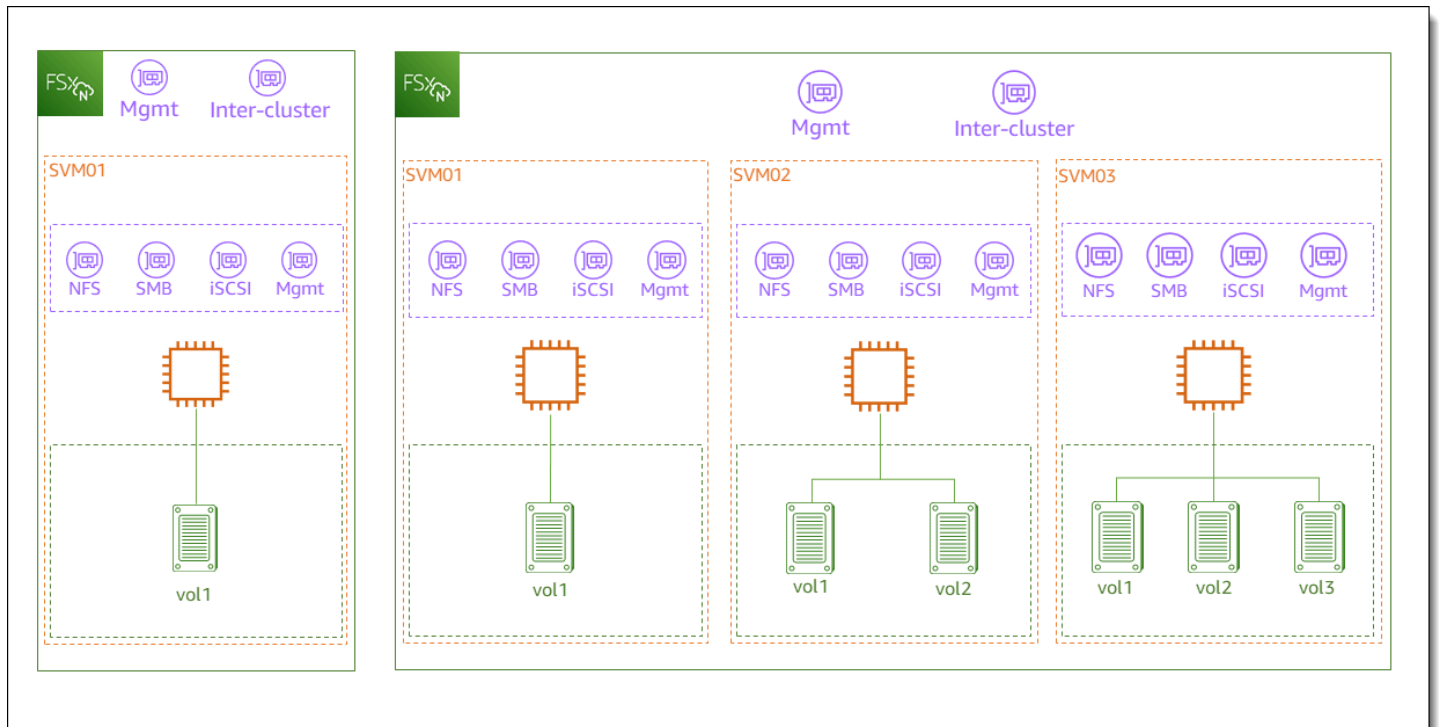 FSx
N
Mgmt
Inter-cluster
SVM01
NFS SMB iSCSI Mgmt
vol1
FSx
N
Mgmt
Inter-cluster
SVM01
NFS SMB iSCSI Mgmt
vol1
SVM02
NFS SMB iSCSI Mgmt
vol1 vol2
SVM03
NFS SMB iSCSI Mgmt
vol1 vol2 vol3